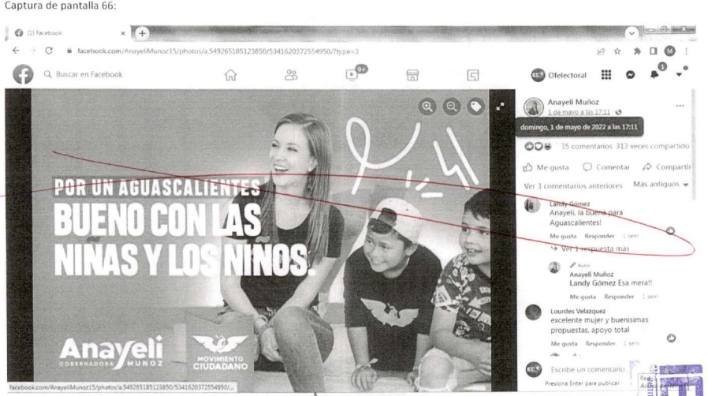 Captura de pantalla 66:
(1) Facebook
facebook.com/AnayeliMunoz15/photos/a.549265185123850/5341620372554950/?type=3
Buscar en Facebook
9+
Ofelectoral
POR UN AGUASCALIENTES
BUENO CON LAS
NIÑAS Y LOS NIÑOS.
Anayeli
GOBERNADORA MUÑOZ
MOVIMIENTO
CIUDADANO
Anayeli Muñoz
1 de mayo a las 17:11
domingo, 1 de mayo de 2022 a las 17:11
35 comentarios 313 veces compartido
Me gusta Comentar Compartir
Ver 3 comentarios anteriores Más antiguos
Landy Gómez
Anayeli, la Buena para
Aguascalientes!
Me gusta Responder 1 sem
Ver 1 respuesta más
Autor
Anayeli Muñoz
Landy Gómez Esa mera!!
Me gusta Responder 1 sem
Lourdes Velazquez
excelente mujer y buenisimas
propuestas, apoyo total
Me gusta Responder 1 sem
Escribe un comentario...
Presiona Enter para publicar
facebook.com/AnayeliMunoz15/photos/a.549265185123850/5341620372554950/...